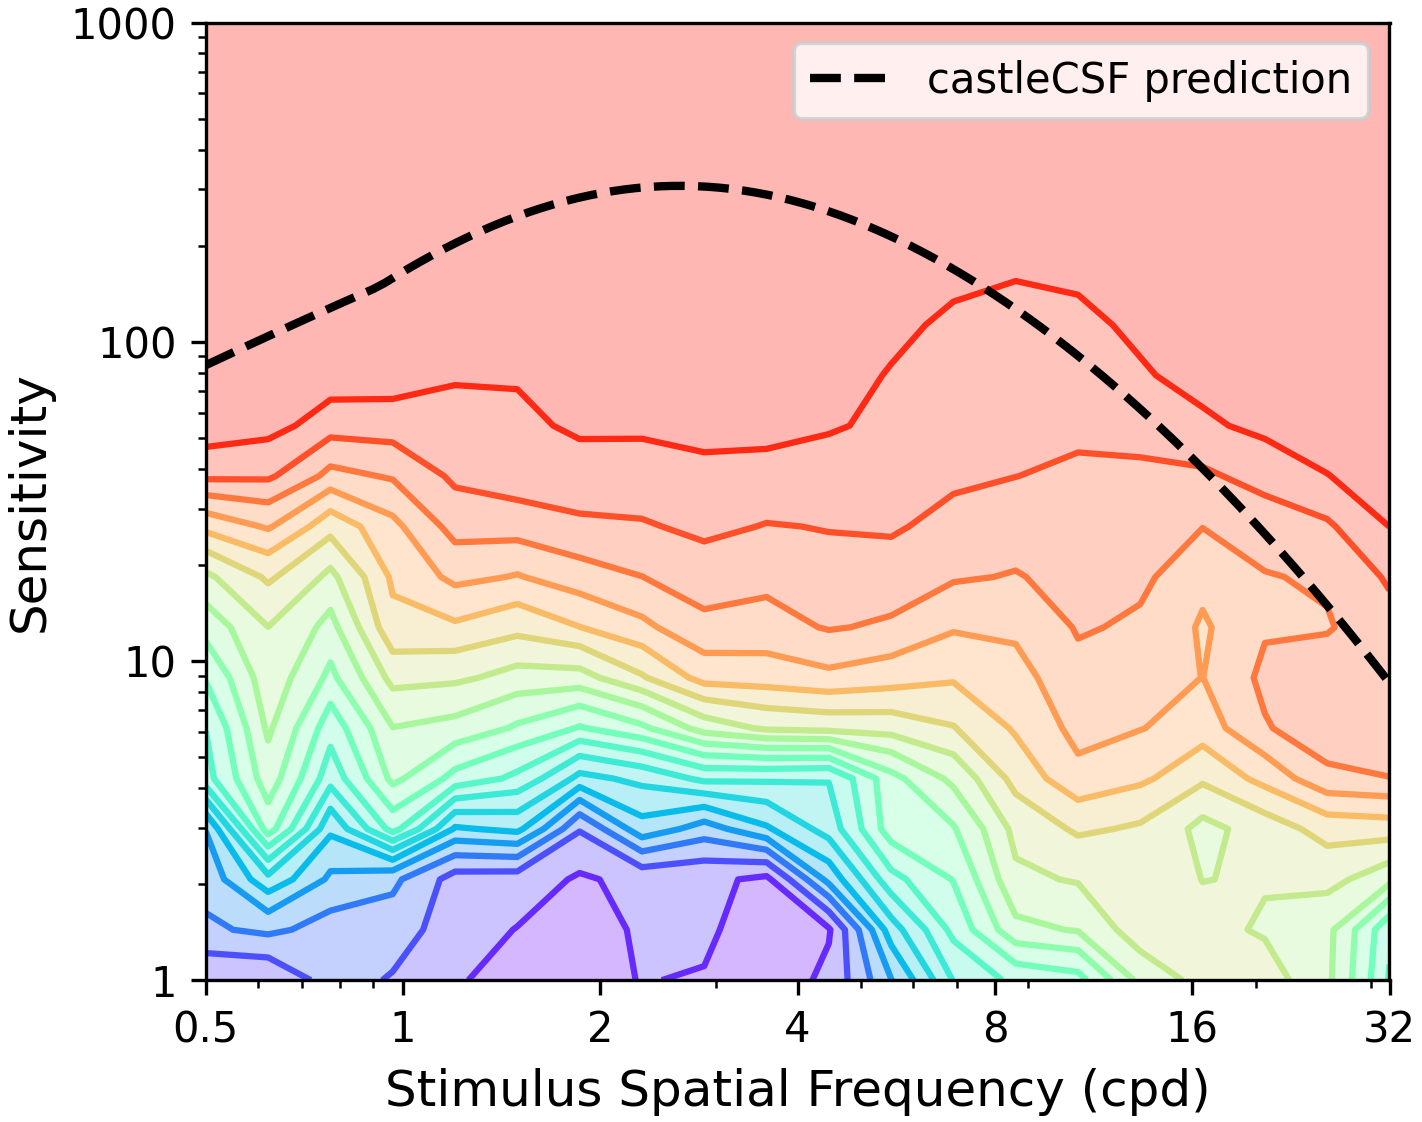 1000
castleCSF prediction
100
Sensitivity
10
1
0.5 1 2 4 8 16 32
Stimulus Spatial Frequency (cpd)